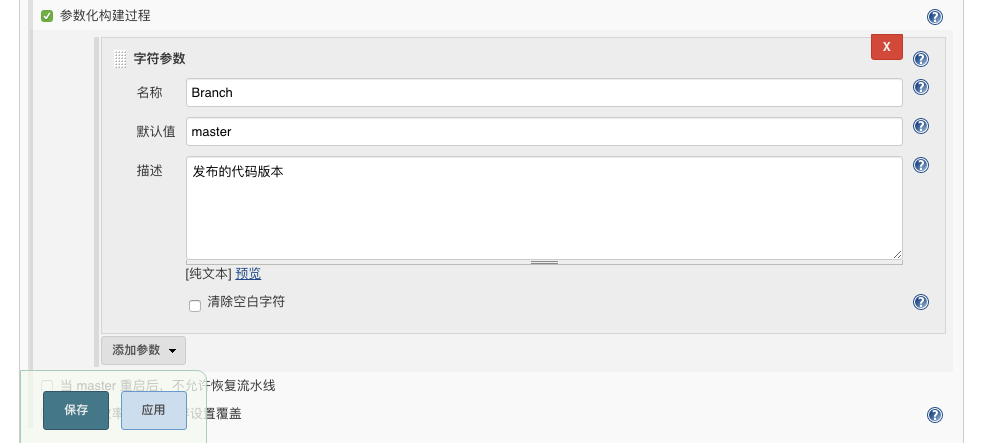 参数化构建过程
字符参数
X
名称
Branch
默认值
master
描述
发布的代码版本
[纯文本] 预览
清除空白字符
添加参数
当 master 重启后，不允许恢复流水线
设置覆盖
保存
应用